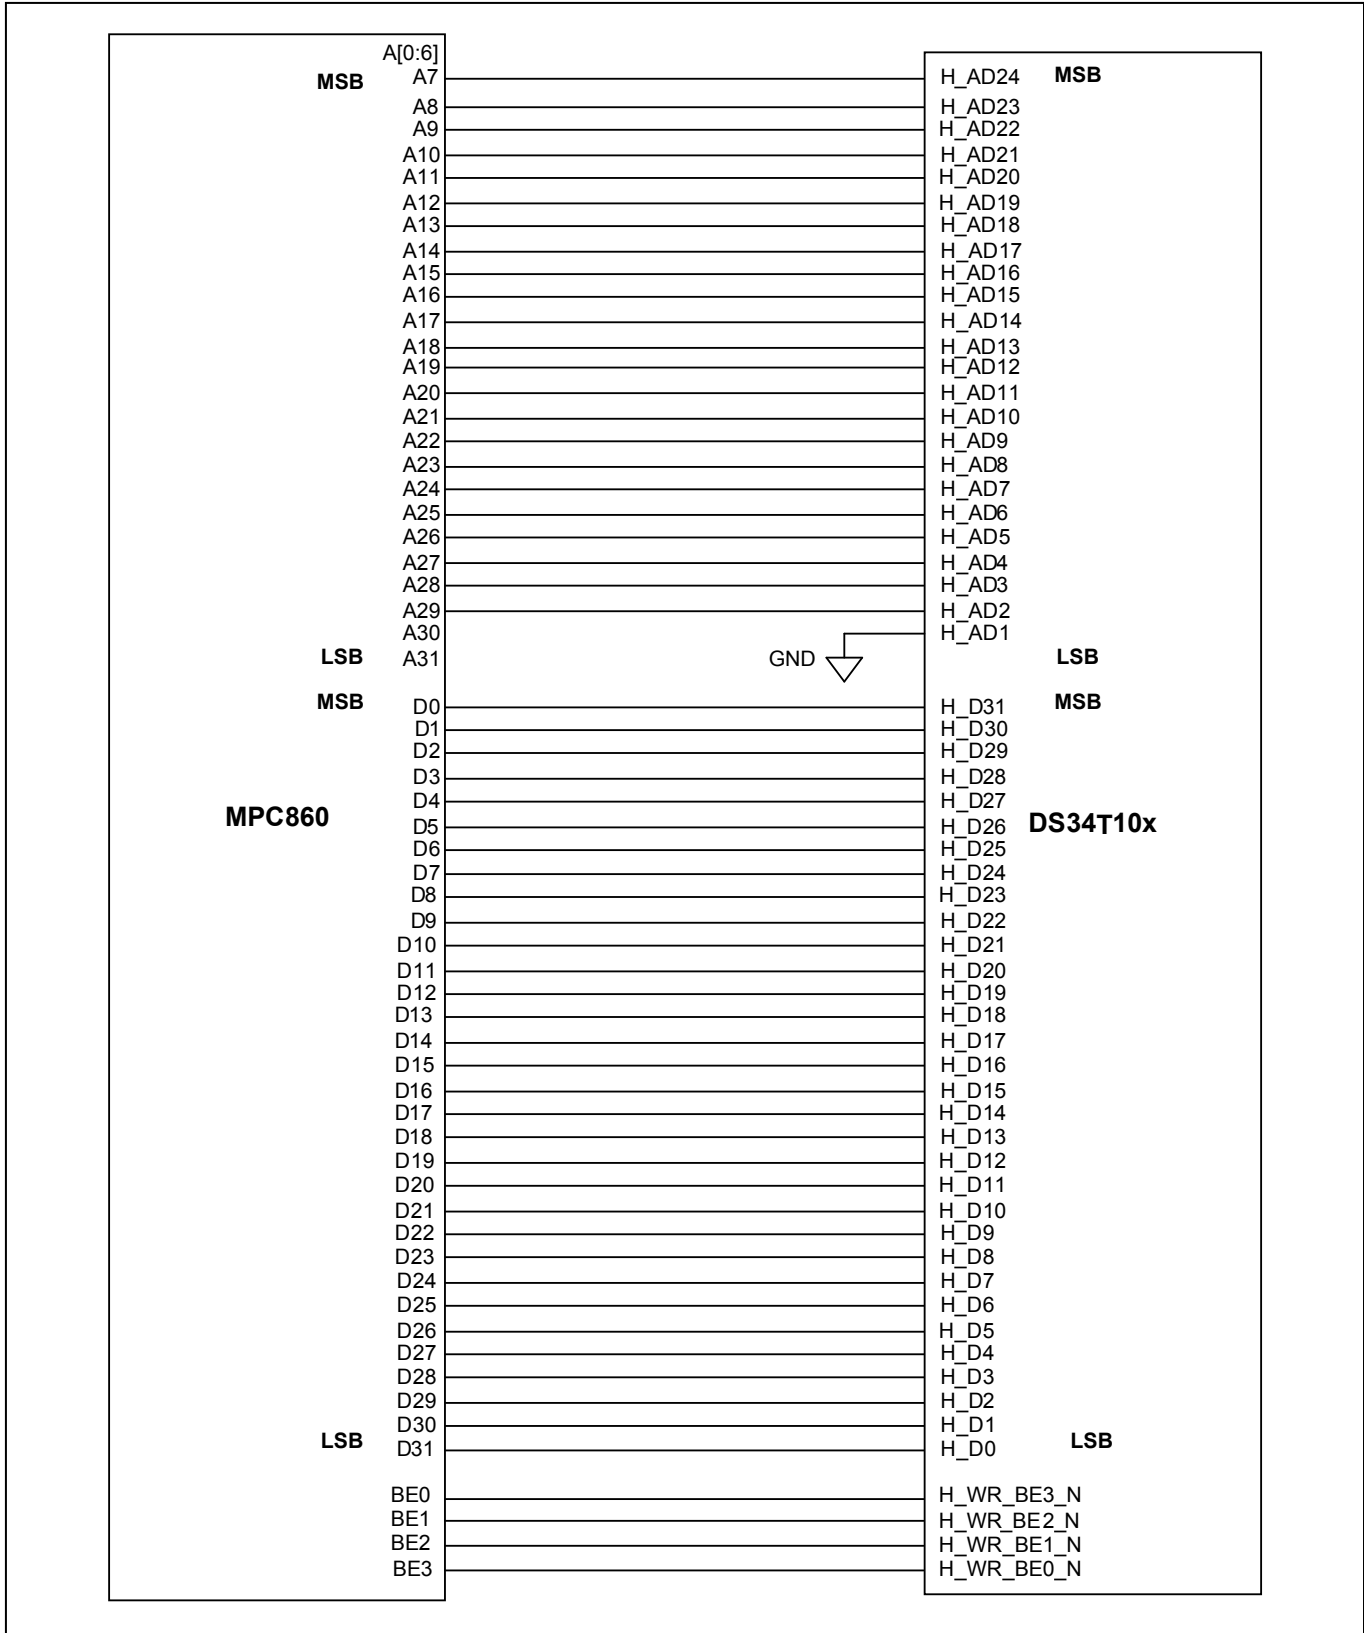 A[0:6]
MSB A7 H_AD24 MSB
A8 H_AD23
A9 H_AD22
A10 H_AD21
A11 H_AD20
A12 H_AD19
A13 H_AD18
A14 H_AD17
A15 H_AD16
A16 H_AD15
A17 H_AD14
A18 H_AD13
A19 H_AD12
A20 H_AD11
A21 H_AD10
A22 H_AD9
A23 H_AD8
A24 H_AD7
A25 H_AD6
A26 H_AD5
A27 H_AD4
A28 H_AD3
A29 H_AD2
A30 H_AD1
LSB A31 GND LSB
MSB D0 H_D31 MSB
D1 H_D30
D2 H_D29
D3 H_D28
D4 H_D27
MPC860 DS34T10x
D5 H_D26
D6 H_D25
D7 H_D24
D8 H_D23
D9 H_D22
D10 H_D21
D11 H_D20
D12 H_D19
D13 H_D18
D14 H_D17
D15 H_D16
D16 H_D15
D17 H_D14
D18 H_D13
D19 H_D12
D20 H_D11
D21 H_D10
D22 H_D9
D23 H_D8
D24 H_D7
D25 H_D6
D26 H_D5
D27 H_D4
D28 H_D3
D29 H_D2
D30 H_D1
LSB D31 H_D0 LSB
BE0 H_WR_BE3_N
BE1 H_WR_BE2_N
BE2 H_WR_BE1_N
BE3 H_WR_BE0_N